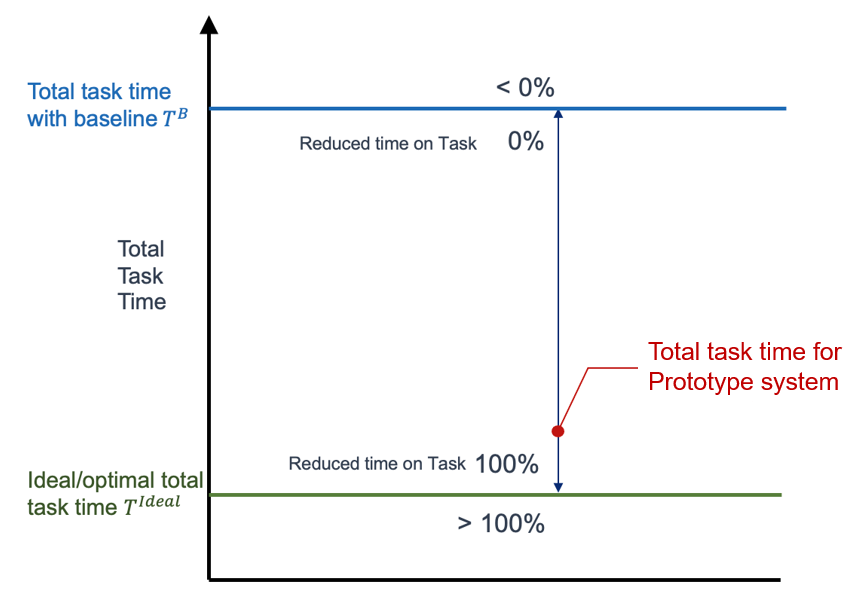 < 0%
Total task time
with baseline T^B
Reduced time on Task 0%
Total
Task
Time
Total task time for
Prototype system
Reduced time on Task 100%
Ideal/optimal total
task time T^Ideal
> 100%